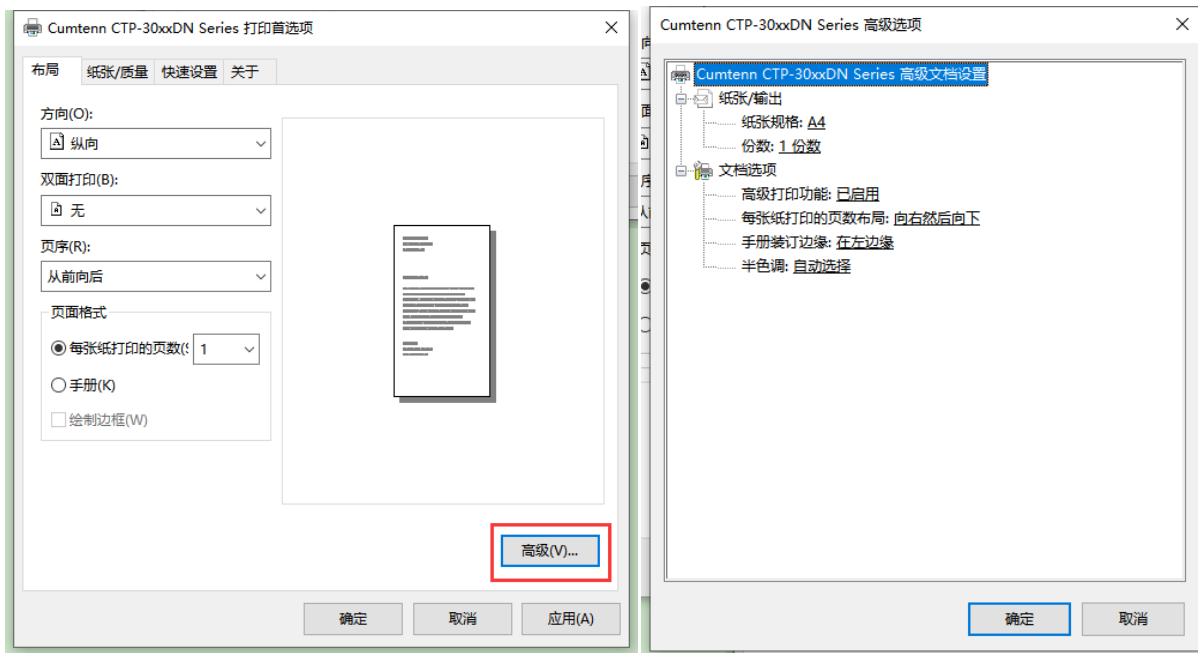 Cumtenn CTP-30xxDN Series 打印首选项
布局 纸张/质量 快速设置 关于
方向(O):
纵向
双面打印(B):
无
页序(R):
从前向后
页面格式
每张纸打印的页数(S 1
手册(K)
绘制边框(W)
高级(V)...
确定 取消 应用(A)
Cumtenn CTP-30xxDN Series 高级选项
Cumtenn CTP-30xxDN Series 高级文档设置
纸张/输出
纸张规格: A4
份数: 1 份数
文档选项
高级打印功能: 已启用
每张纸打印的页数布局: 向右然后向下
手册装订边缘: 在左边缘
半色调: 自动选择
确定 取消